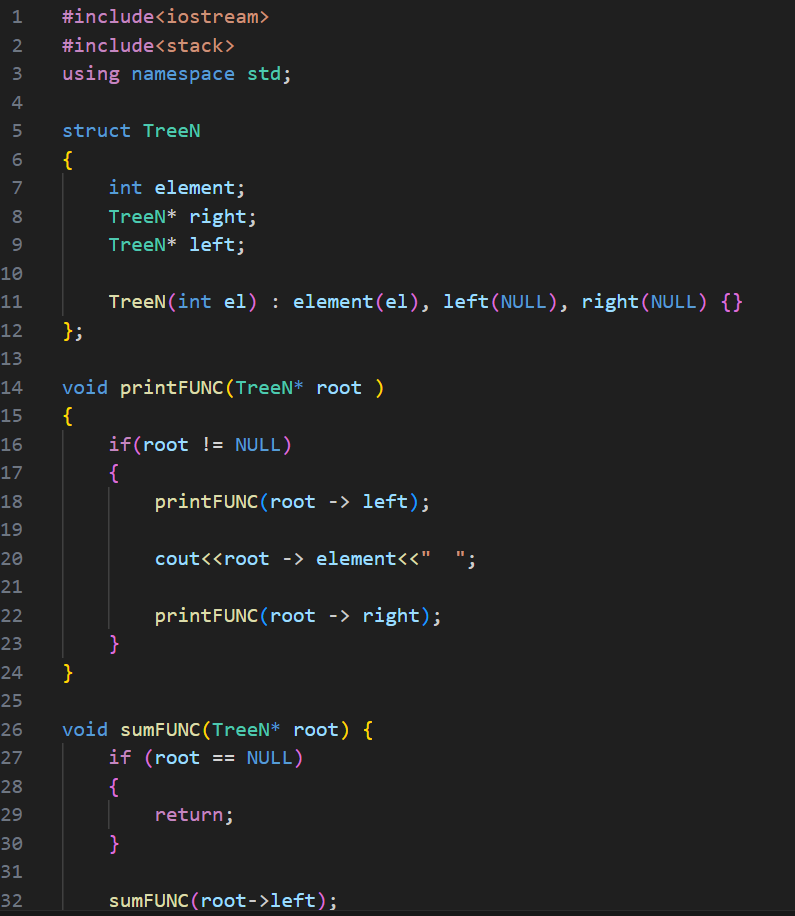 1 #include<iostream>
2 #include<stack>
3 using namespace std;
4
5 struct TreeN
6 {
7     int element;
8     TreeN* right;
9     TreeN* left;
10
11     TreeN(int el) : element(el), left(NULL), right(NULL) {}
12 };
13
14 void printFUNC(TreeN* root )
15 {
16     if(root != NULL)
17     {
18         printFUNC(root -> left);
19
20         cout<<root -> element<<"  ";
21
22         printFUNC(root -> right);
23     }
24 }
25
26 void sumFUNC(TreeN* root) {
27     if (root == NULL)
28     {
29         return;
30     }
31
32     sumFUNC(root->left);